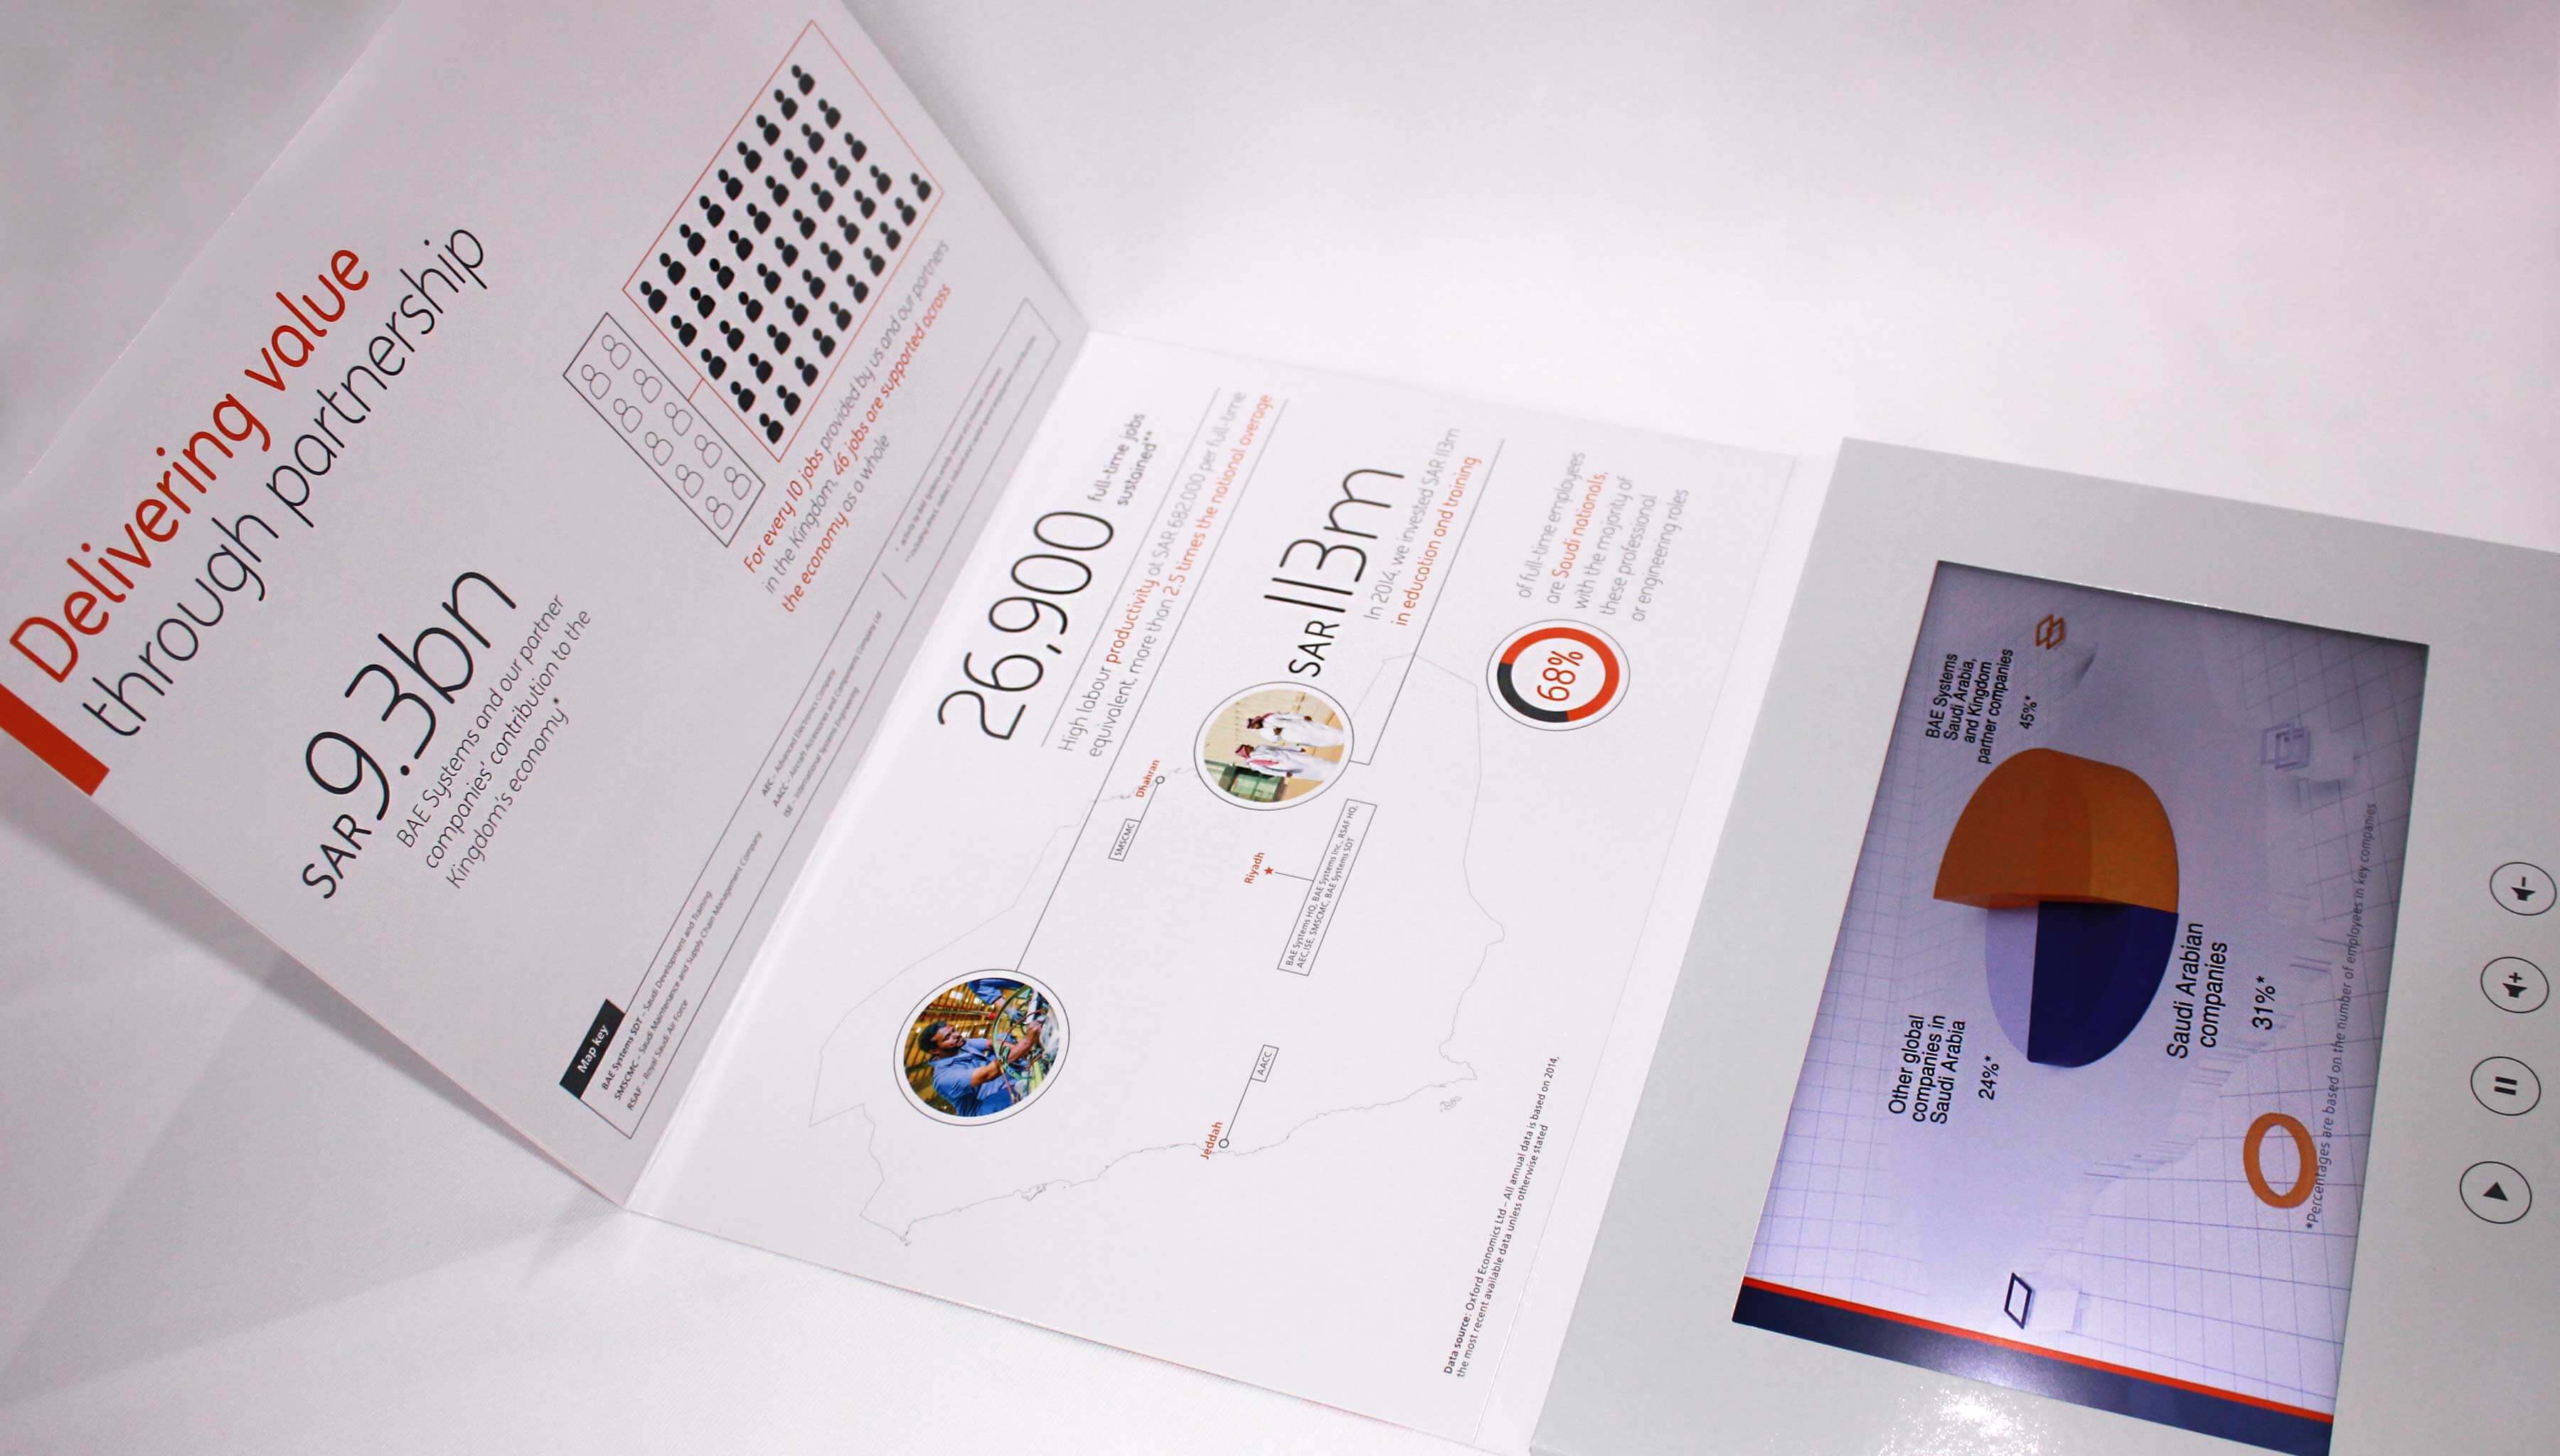 Delivering value
through partnership
SAR 9.3bn
BAE Systems and our partner
companies' contribution to the
Kingdom's economy*
For every 10 jobs provided by us and our partners
in the Kingdom, 46 jobs are supported across
the economy as a whole
Map key
BAE Systems SDT – Saudi Development and Training
SMSCMC – Saudi Maintenance and Supply Chain Management Company
RSAF – Royal Saudi Air Force
AEC – Advanced Electronics Company
AACC – Aircraft Accessories and Components Company Ltd
ISE – International Systems Engineering
26,900 full-time jobs
sustained**
High labour productivity at SAR 682,000 per full-time
equivalent, more than 2.5 times the national average
SAR 113m
In 2014, we invested SAR 113m
in education and training
68%
of full-time employees
are Saudi nationals,
with the majority of
these professional
or engineering roles
Dhahran
SMSCMC
Riyadh
BAE Systems HQ, BAE Systems Inc., RSAF HQ,
AEC, ISE, SMSCMC, BAE Systems SDT
Jeddah
AACC
Data source: Oxford Economics Ltd – All annual data is based on 2014,
the most recent available data unless otherwise stated
BAE Systems
Saudi Arabia,
and Kingdom
partner companies
45%*
Other global
companies in
Saudi Arabia
24%*
Saudi Arabian
companies
31%*
*Percentages are based on the number of employees in key companies